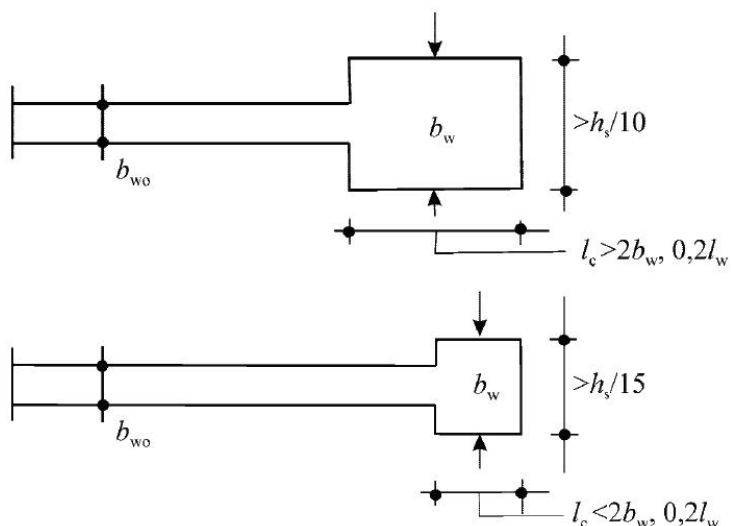 b_w
>h_s/10
b_wo
l_c>2b_w, 0,2l_w
b_w
>h_s/15
b_wo
l_c<2b_w, 0,2l_w